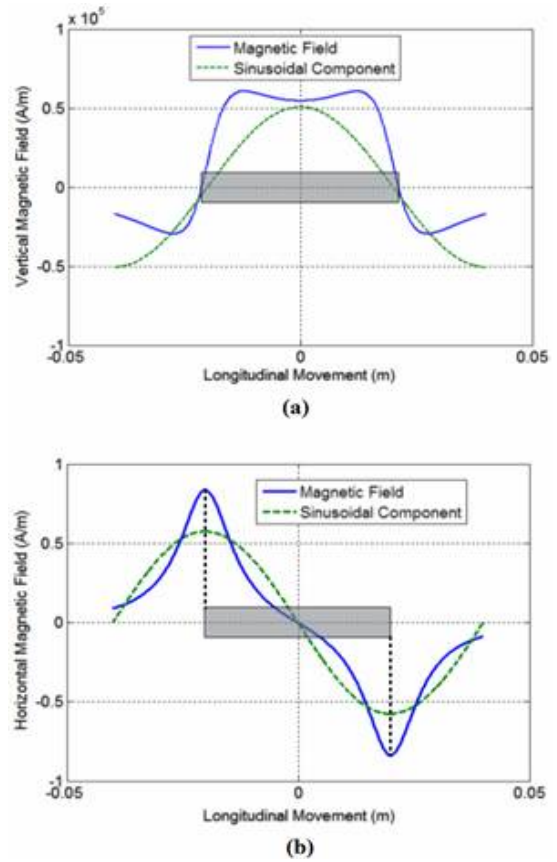 x 10⁵
1
Magnetic Field
Sinusoidal Component
0.5
0
-0.5
-1
Vertical Magnetic Field (A/m)
-0.05
0
0.05
Longitudinal Movement (m)
(a)
1
Magnetic Field
Sinusoidal Component
0.5
0
-0.5
-1
Horizontal Magnetic Field (A/m)
-0.05
0
0.05
Longitudinal Movement (m)
(b)